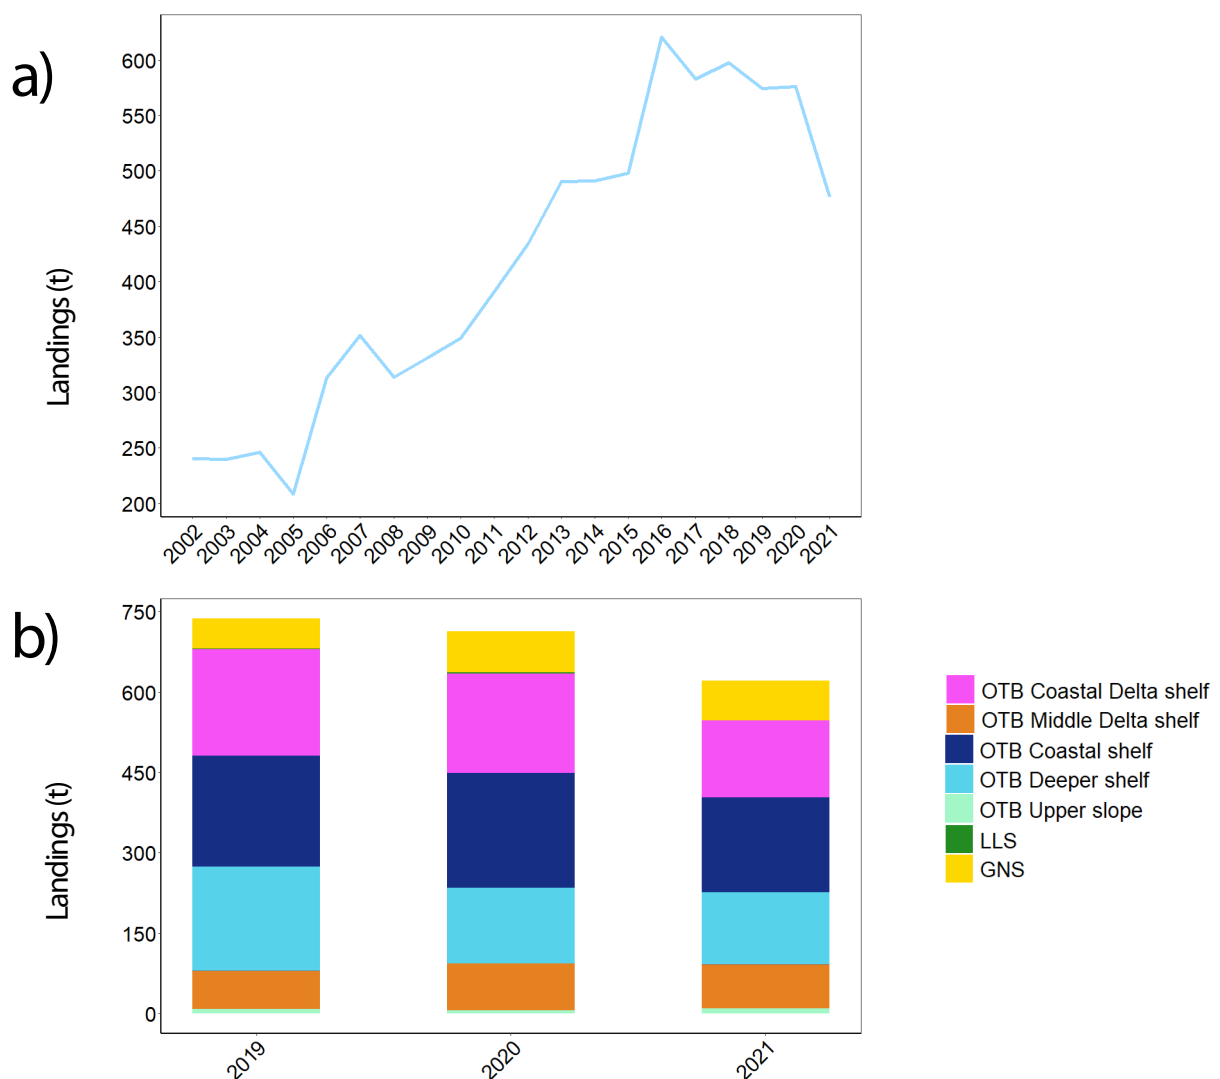 a)
Landings (t)
600
550
500
450
400
350
300
250
200
2002 2003 2004 2005 2006 2007 2008 2009 2010 2011 2012 2013 2014 2015 2016 2017 2018 2019 2020 2021
b)
Landings (t)
750
600
450
300
150
0
2019 2020 2021
OTB Coastal Delta shelf
OTB Middle Delta shelf
OTB Coastal shelf
OTB Deeper shelf
OTB Upper slope
LLS
GNS